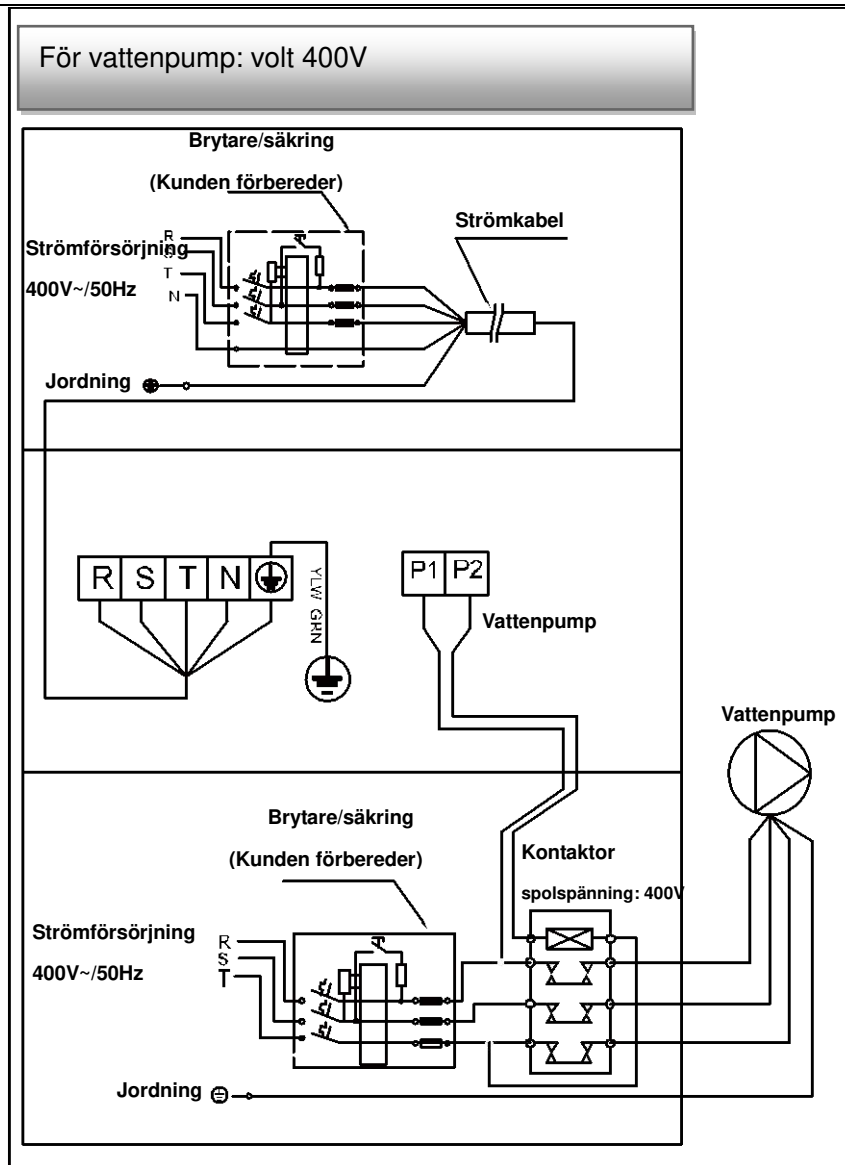 För vattenpump: volt 400V
Brytare/säkring
(Kunden förbereder)
Strömkabel
R
Strömförsörjning
S
T
400V~/50Hz
N
Jordning
R S T N
YLW GRN
P1 P2
Vattenpump
Vattenpump
Brytare/säkring
(Kunden förbereder)
Kontaktor
spolspänning: 400V
Strömförsörjning
R
S
400V~/50Hz
T
Jordning